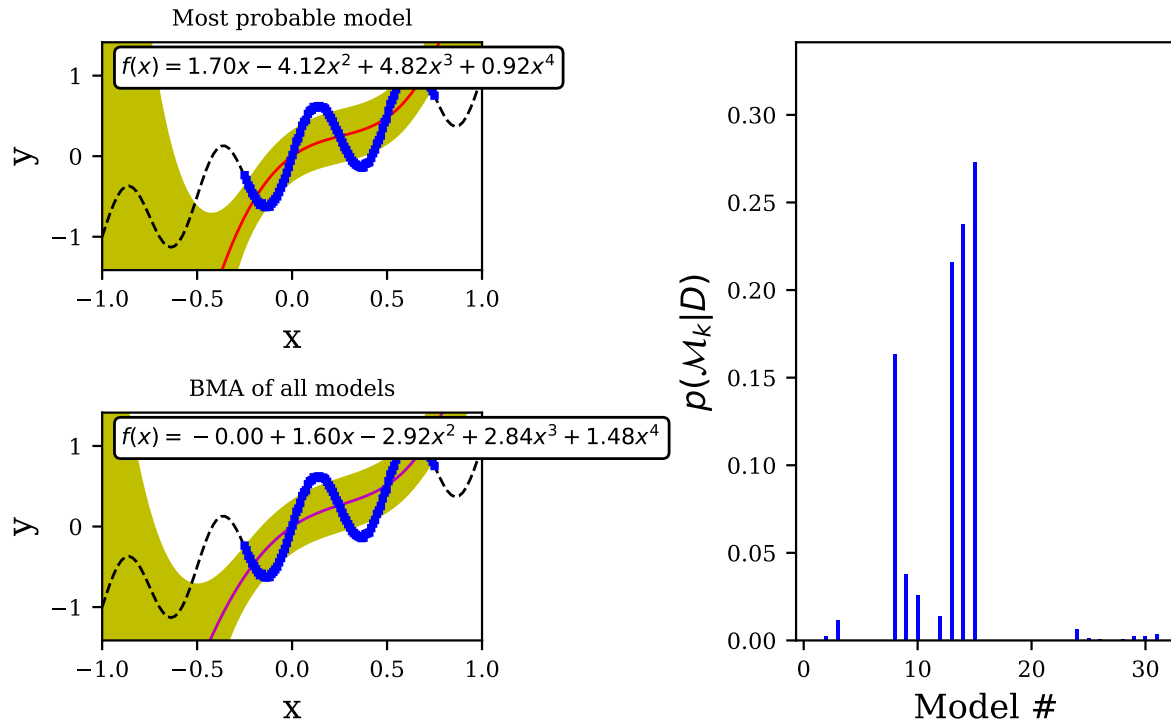 Most probable model
f(x) = 1.70x − 4.12x² + 4.82x³ + 0.92x⁴
y
1
0
−1
−1.0 −0.5 0.0 0.5 1.0
x
BMA of all models
f(x) = −0.00 + 1.60x − 2.92x² + 2.84x³ + 1.48x⁴
y
1
0
−1
−1.0 −0.5 0.0 0.5 1.0
x
p(ℳₖ|D)
0.30
0.25
0.20
0.15
0.10
0.05
0.00
0 10 20 30
Model #